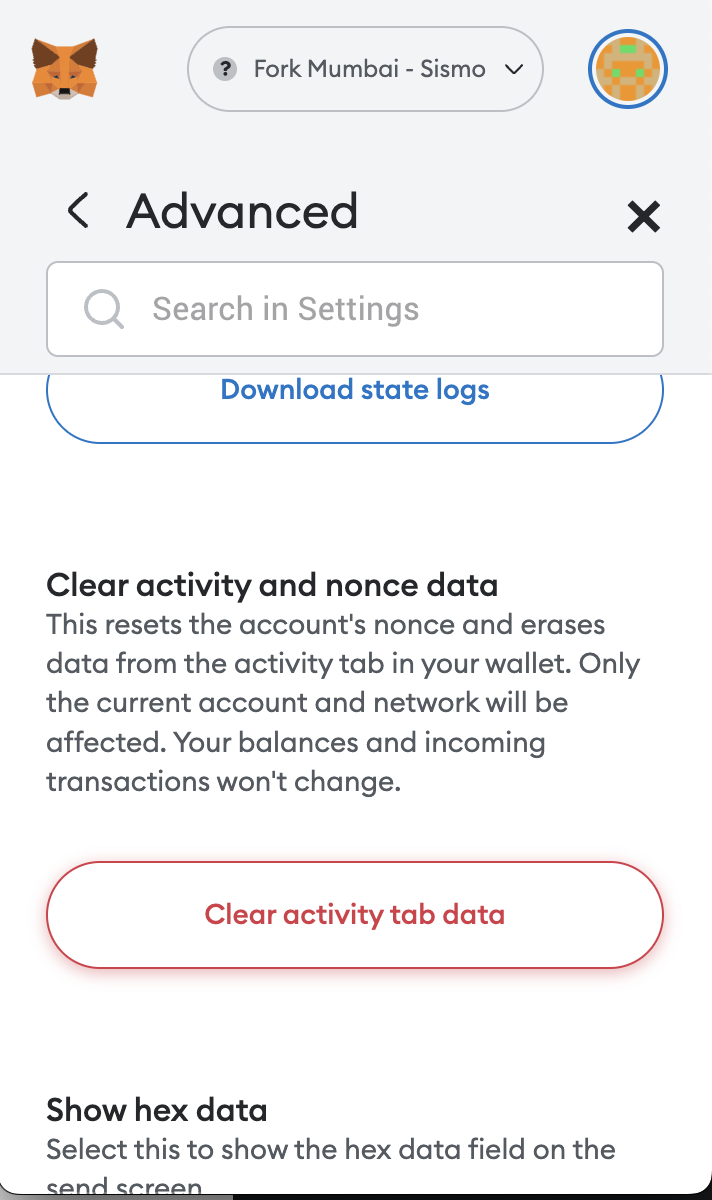 ? Fork Mumbai - Sismo
Advanced
Search in Settings
Download state logs
Clear activity and nonce data
This resets the account's nonce and erases
data from the activity tab in your wallet. Only
the current account and network will be
affected. Your balances and incoming
transactions won't change.
Clear activity tab data
Show hex data
Select this to show the hex data field on the
send screen